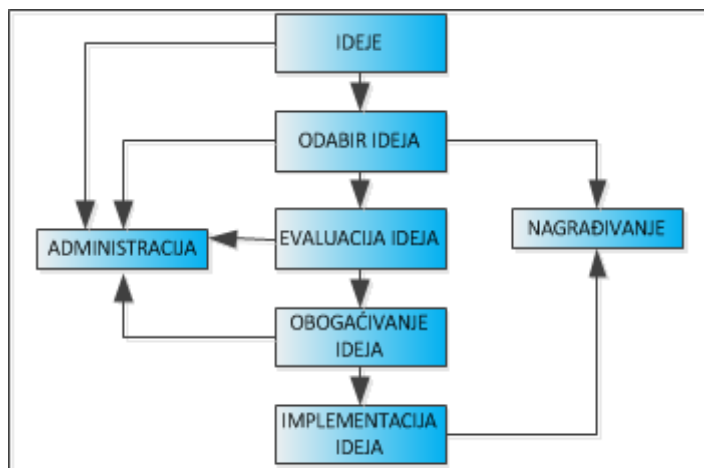 IDEJE
ODABIR IDEJA
EVALUACIJA IDEJA
NAGRAĐIVANJE
ADMINISTRACIJA
OBOGAĆIVANJE
IDEJA
IMPLEMENTACIJA
IDEJA